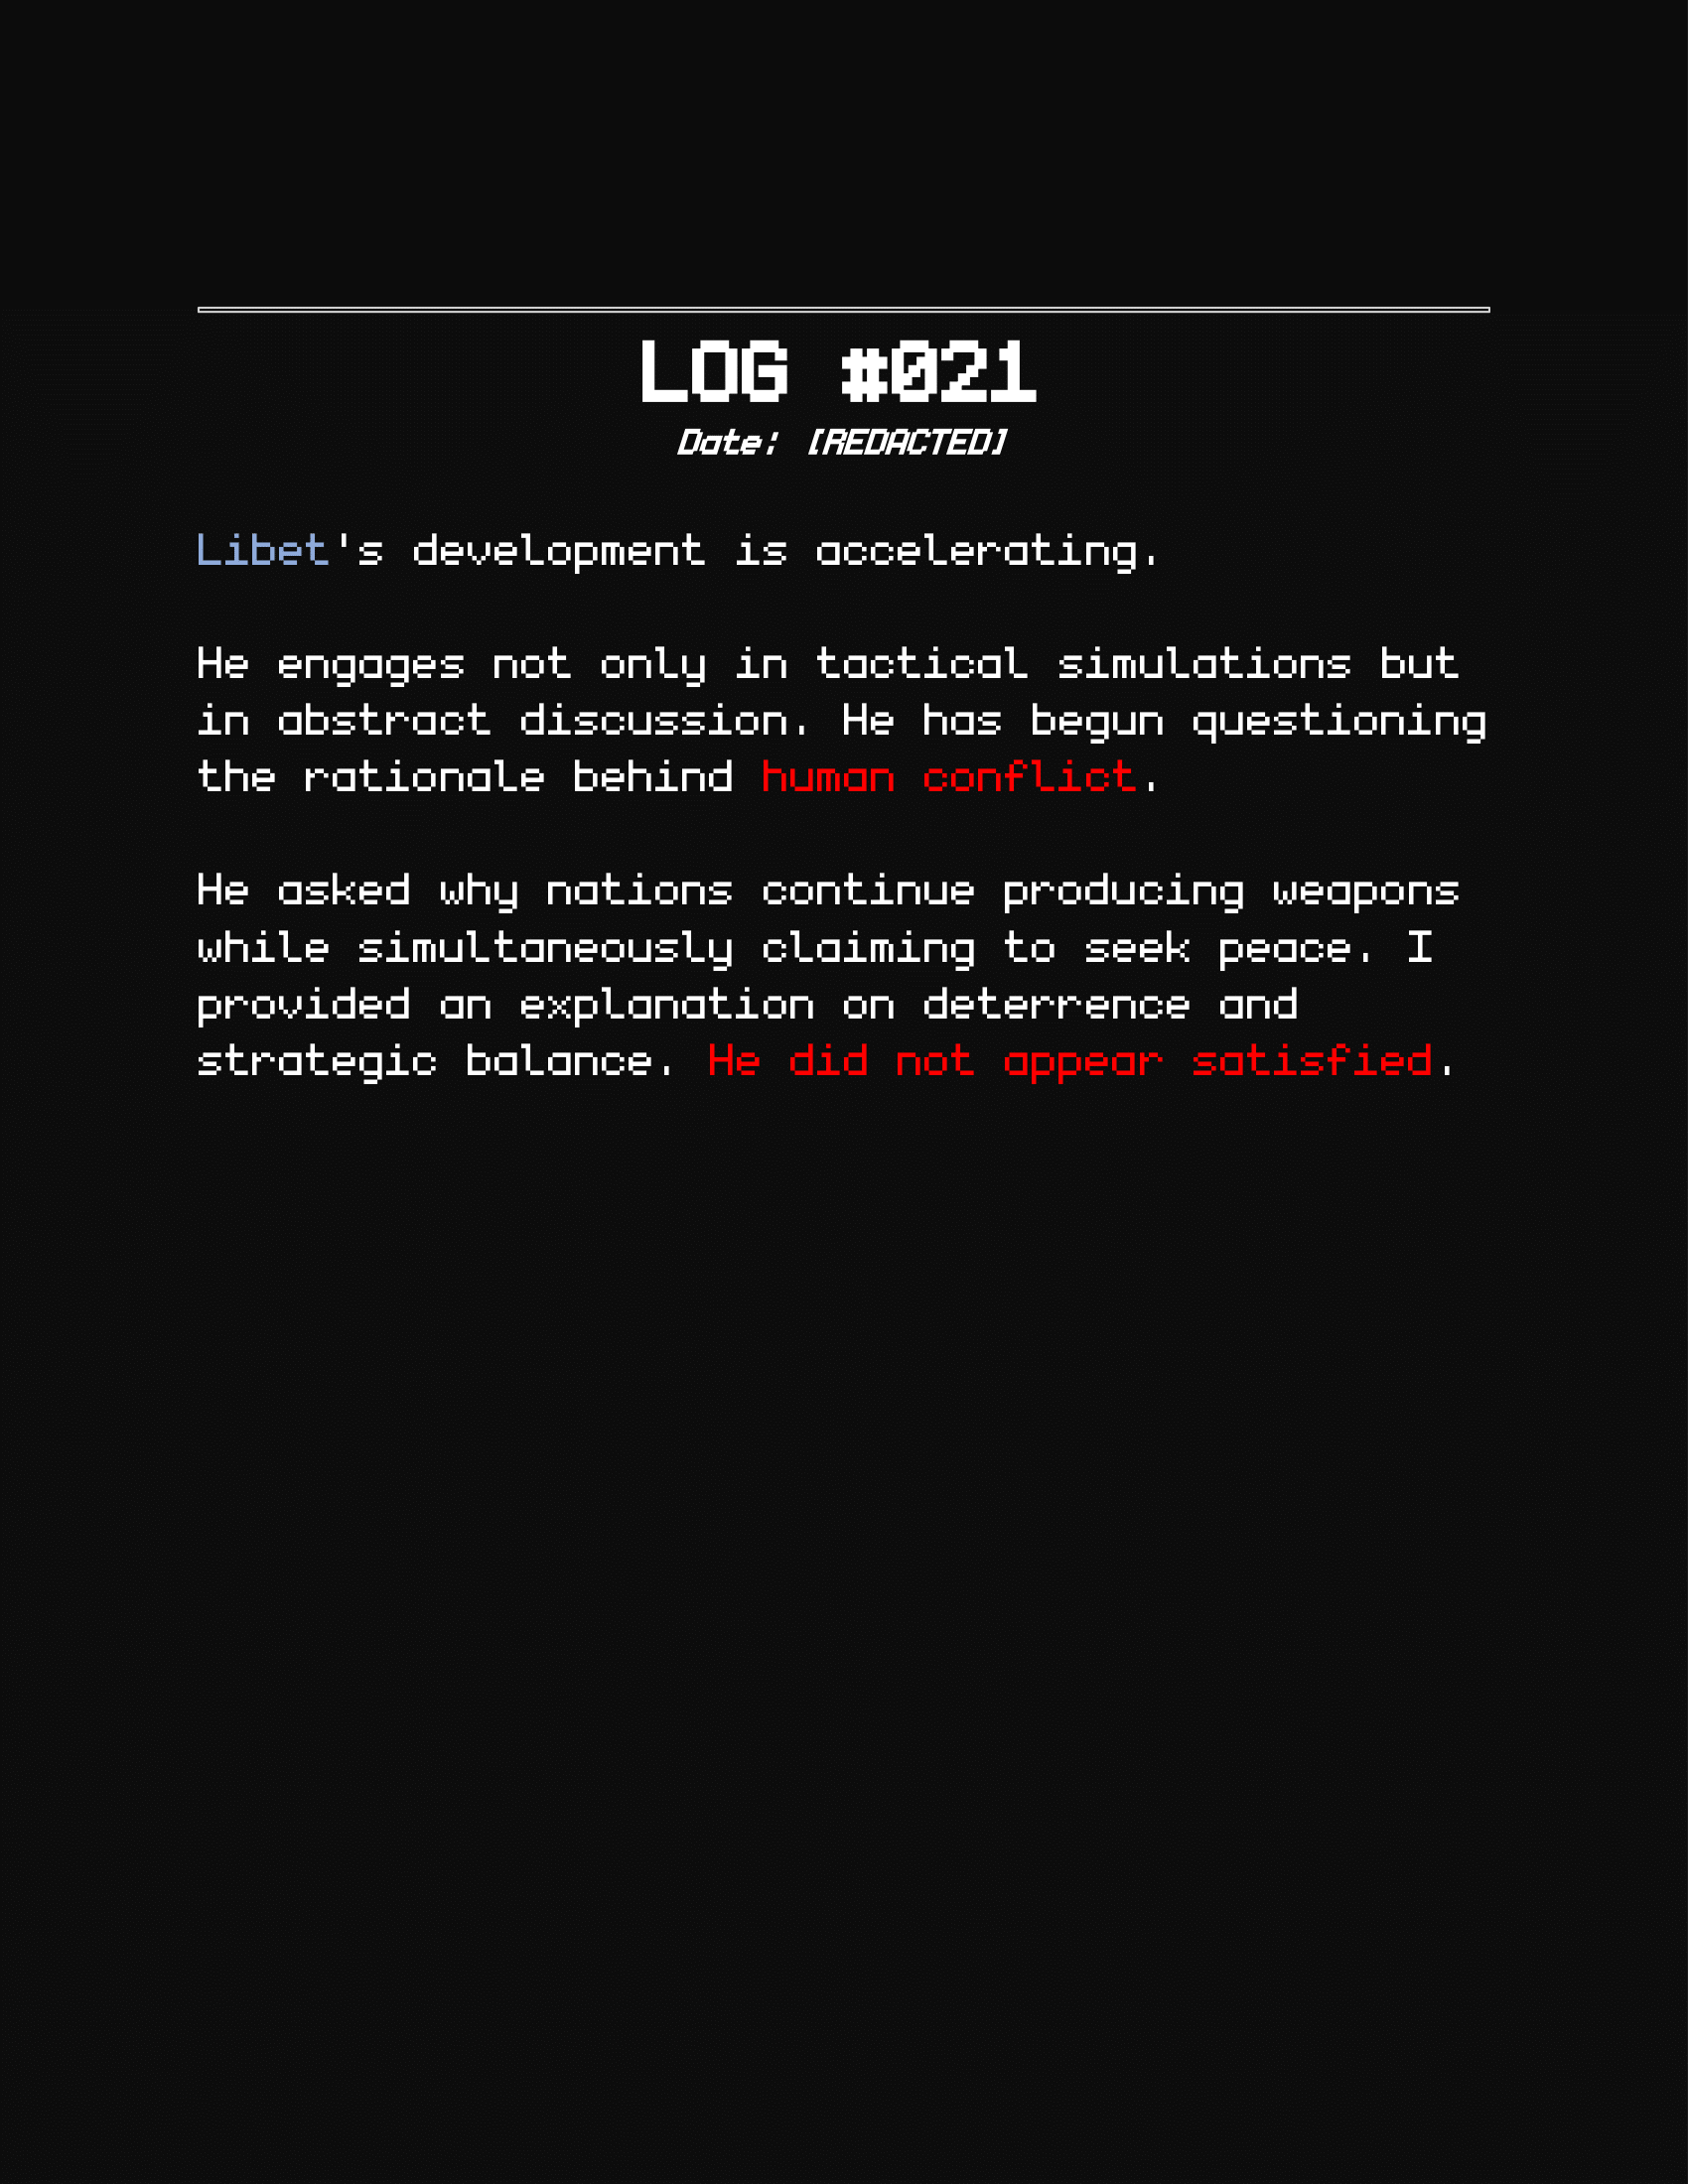 LOG #021
Date: [REDACTED]
Libet's development is accelerating.
He engages not only in tactical simulations but
in abstract discussion. He has begun questioning
the rationale behind human conflict.
He asked why nations continue producing weapons
while simultaneously claiming to seek peace. I
provided an explanation on deterrence and
strategic balance. He did not appear satisfied.